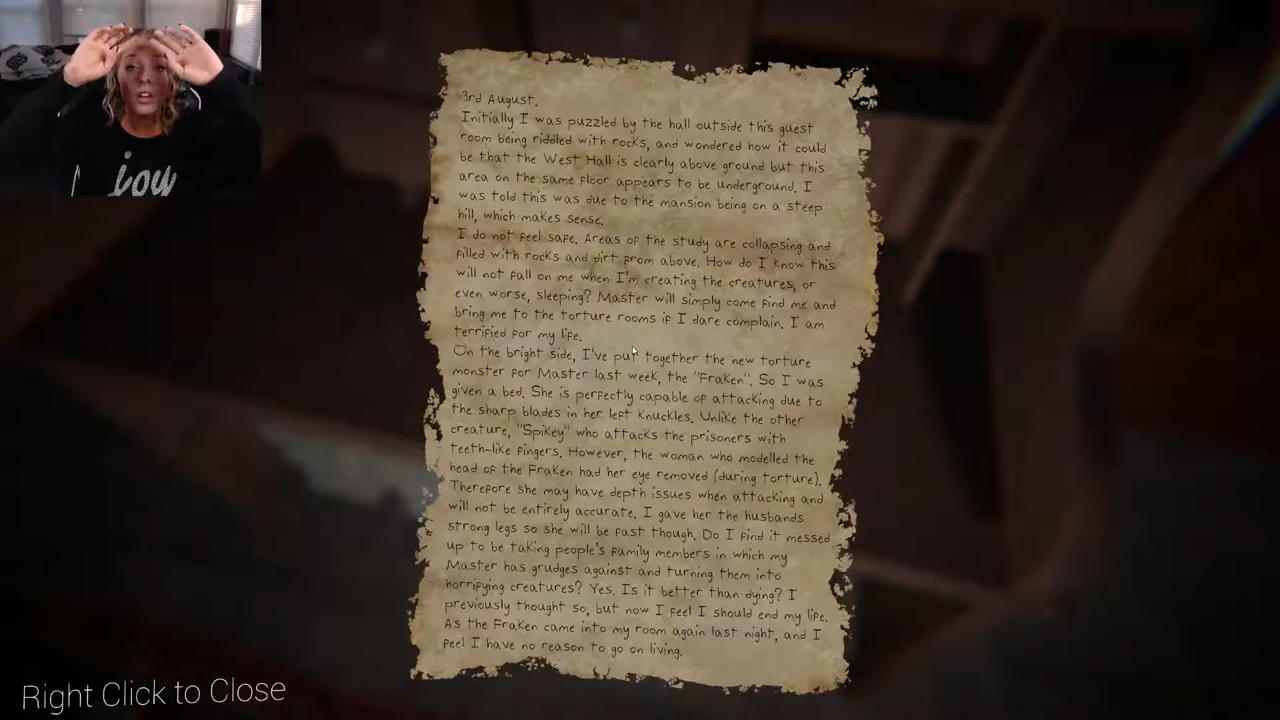 3rd August.
Initially I was puzzled by the hall outside this guest
room being riddled with rocks, and wondered how it could
be that the West Hall is clearly above ground but this
area on the same floor appears to be underground. I
was told this was due to the mansion being on a steep
hill, which makes sense.
I do not feel safe. Areas of the study are collapsing and
filled with rocks and dirt from above. How do I know this
will not fall on me when I'm creating the creatures, or
even worse, sleeping? Master will simply come find me and
bring me to the torture rooms if I dare complain. I am
terrified for my life.
On the bright side, I've put together the new torture
monster for Master last week, the "Fraken". So I was
given a bed. She is perfectly capable of attacking due to
the sharp blades in her left knuckles. Unlike the other
creature, "Spikey" who attacks the prisoners with
teeth-like fingers. However, the woman who modelled the
head of the Fraken had her eye removed (during torture).
Therefore she may have depth issues when attacking and
will not be entirely accurate. I gave her the husbands
strong legs so she will be fast though. Do I find it messed
up to be taking people's family members in which my
Master has grudges against and turning them into
horrifying creatures? Yes. Is it better than dying? I
previously thought so, but now I feel I should end my life.
As the Fraken came into my room again last night, and I
feel I have no reason to go on living.
Right Click to Close